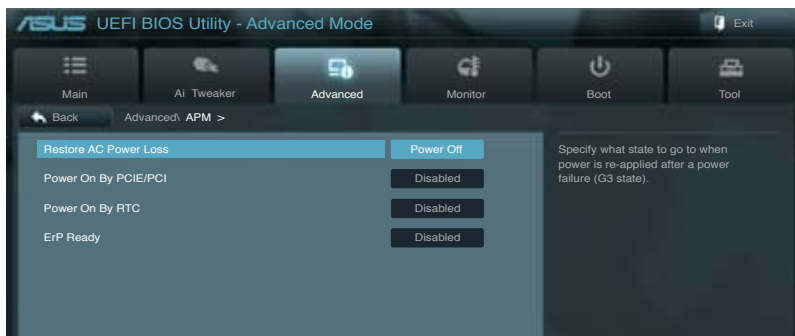 ASUS UEFI BIOS Utility - Advanced Mode
Exit
Main
Ai Tweaker
Advanced
Monitor
Boot
Tool
Back
Advanced\ APM >
Restore AC Power Loss
Power Off
Power On By PCIE/PCI
Disabled
Power On By RTC
Disabled
ErP Ready
Disabled
Specify what state to go to when
power is re-applied after a power
failure (G3 state).